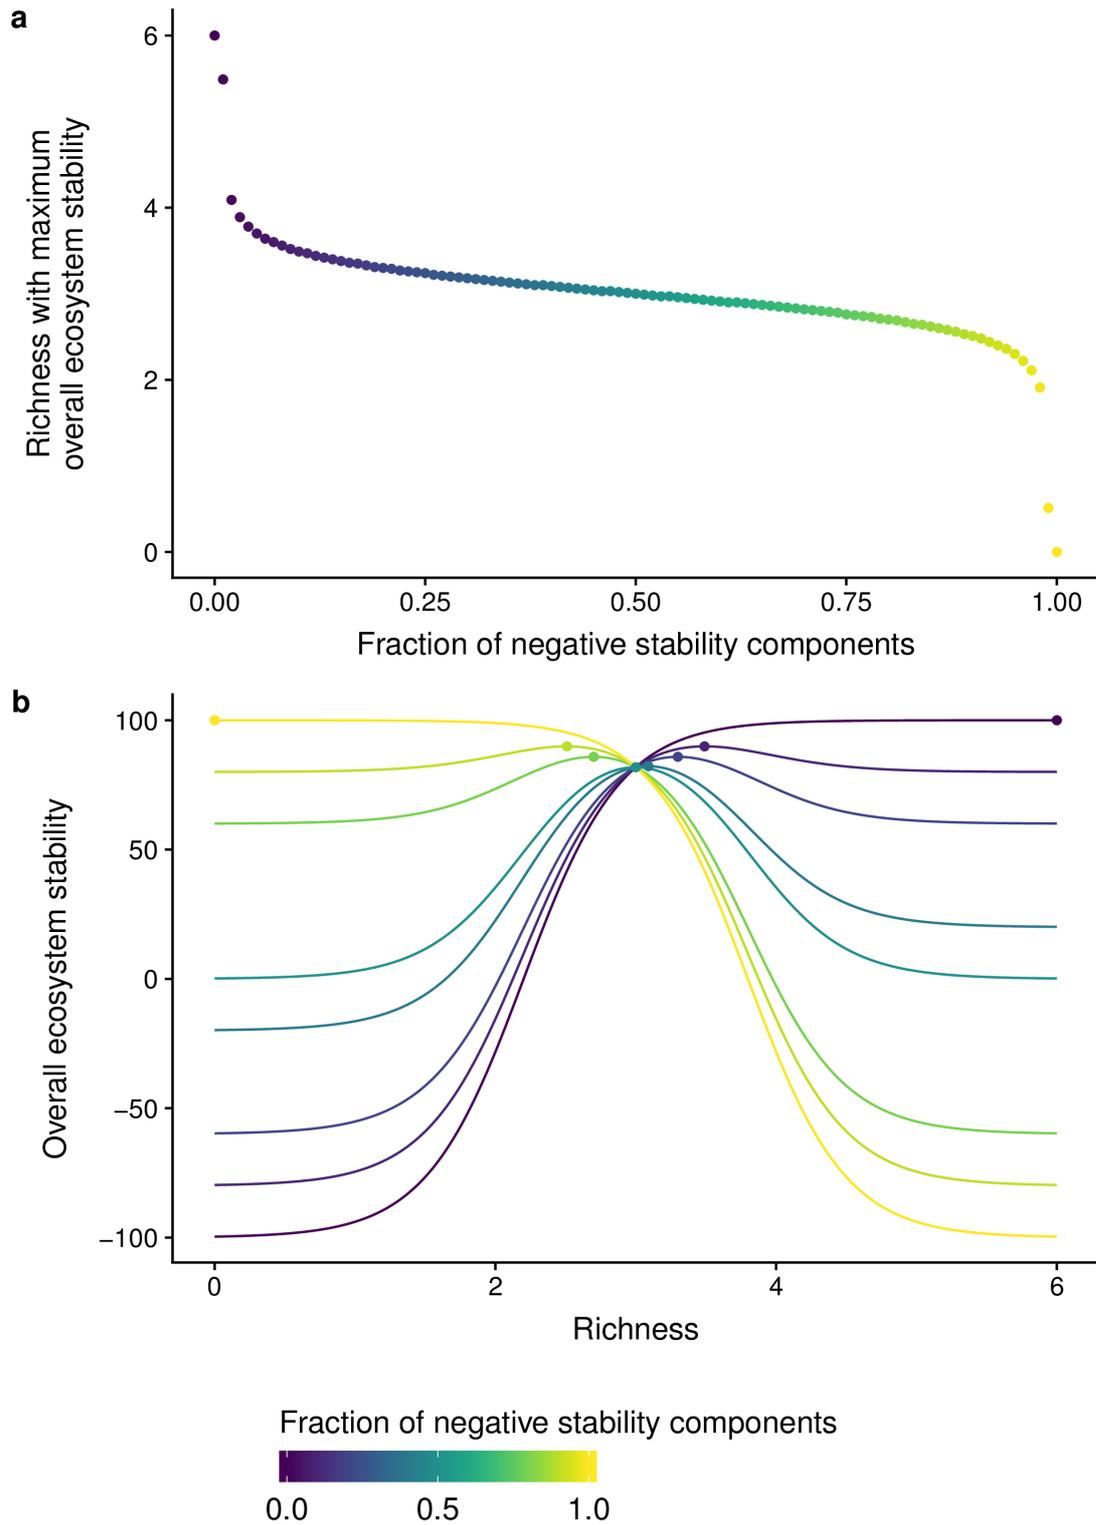 a
Richness with maximum
overall ecosystem stability
6
4
2
0
0.00 0.25 0.50 0.75 1.00
Fraction of negative stability components
b
Overall ecosystem stability
100
50
0
−50
−100
0 2 4 6
Richness
Fraction of negative stability components
0.0 0.5 1.0